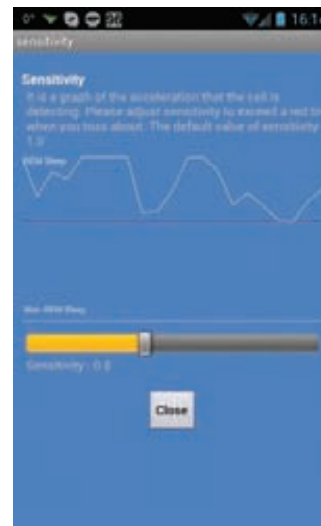 0°
16:14
sensitivity
Sensitivity
It is a graph of the acceleration that the cell is
detecting. Please adjust sensitivity to exceed a red line
when you toss about. The default value of sensitivity
1.0
REM Sleep
Non-REM Sleep
Sensitivity : 0.8
Close